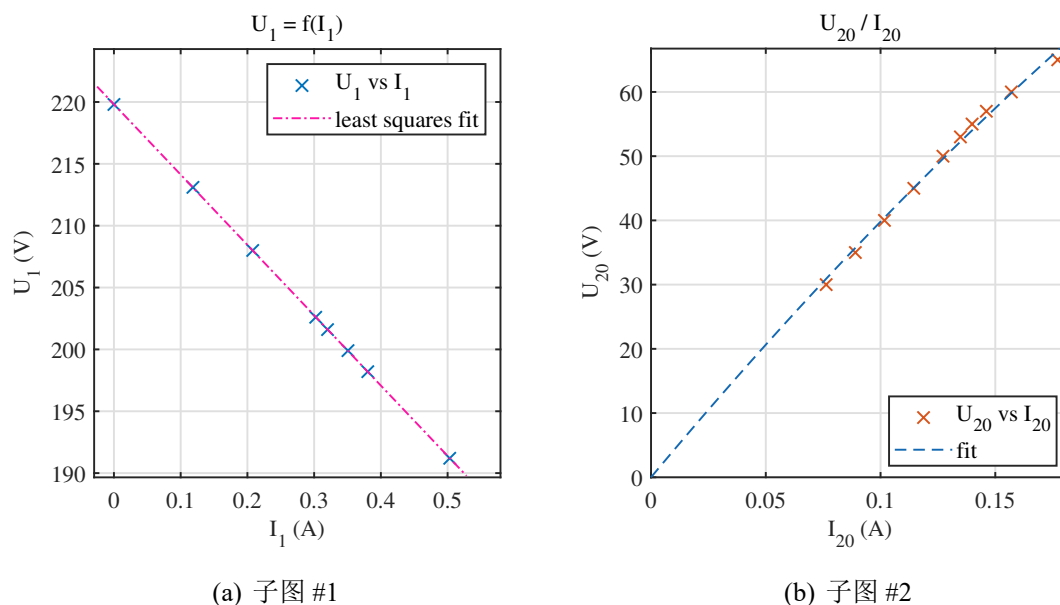 U₁ = f(I₁)
U₁ vs I₁
least squares fit
220
215
210
205
200
195
190
U₁ (V)
0 0.1 0.2 0.3 0.4 0.5
I₁ (A)
(a) 子图 #1
U₂₀ / I₂₀
60
50
40
30
20
10
0
U₂₀ (V)
U₂₀ vs I₂₀
fit
0 0.05 0.1 0.15
I₂₀ (A)
(b) 子图 #2